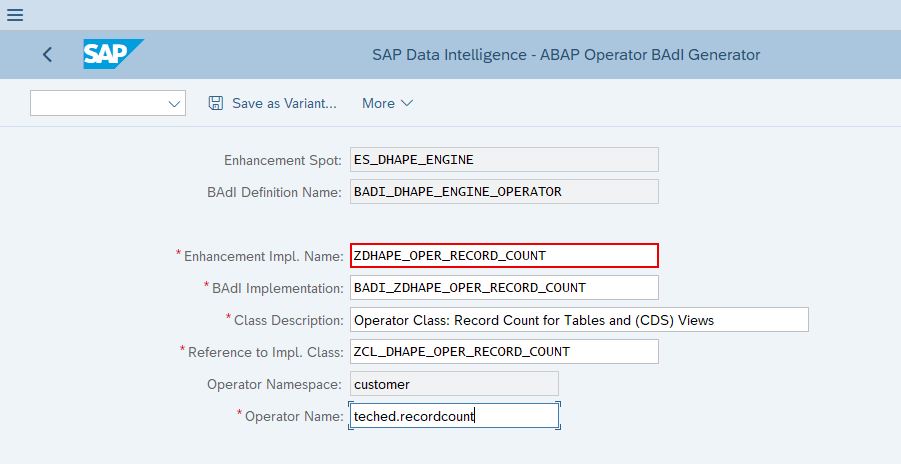 SAP SAP Data Intelligence - ABAP Operator BAdI Generator
Save as Variant... More
Enhancement Spot: ES_DHAPE_ENGINE
BAdI Definition Name: BADI_DHAPE_ENGINE_OPERATOR
*Enhancement Impl. Name: ZDHAPE_OPER_RECORD_COUNT
*BAdI Implementation: BADI_ZDHAPE_OPER_RECORD_COUNT
*Class Description: Operator Class: Record Count for Tables and (CDS) Views
*Reference to Impl. Class: ZCL_DHAPE_OPER_RECORD_COUNT
Operator Namespace: customer
*Operator Name: teched.recordcount